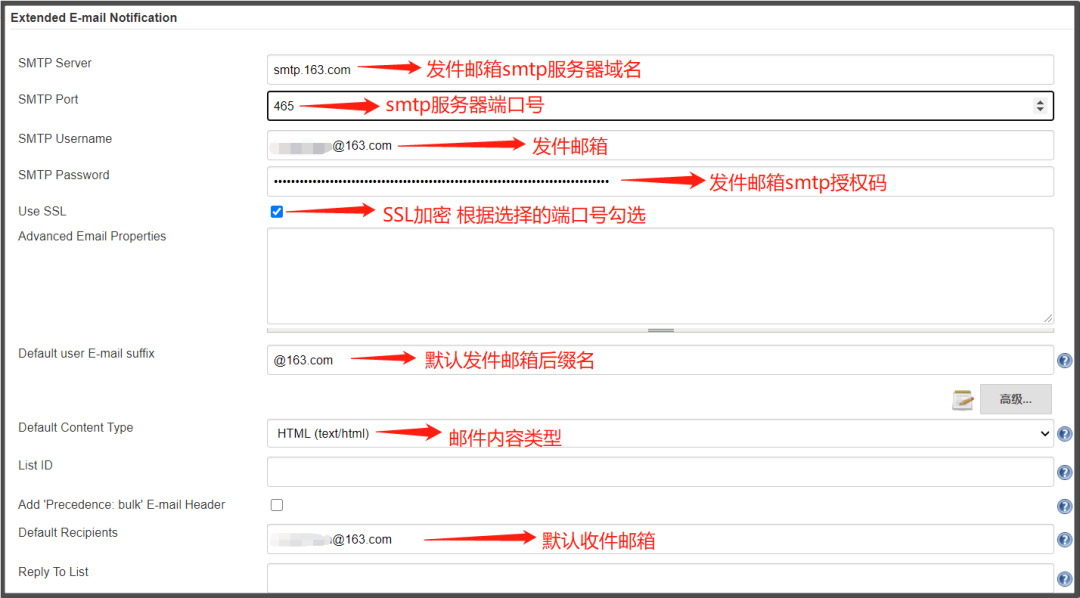 Extended E-mail Notification
SMTP Server
smtp.163.com
发件邮箱smtp服务器域名
SMTP Port
465
smtp服务器端口号
SMTP Username
@163.com
发件邮箱
SMTP Password
发件邮箱smtp授权码
Use SSL
SSL加密 根据选择的端口号勾选
Advanced Email Properties
Default user E-mail suffix
@163.com
默认发件邮箱后缀名
高级...
Default Content Type
HTML (text/html)
邮件内容类型
List ID
Add 'Precedence: bulk' E-mail Header
Default Recipients
@163.com
默认收件邮箱
Reply To List